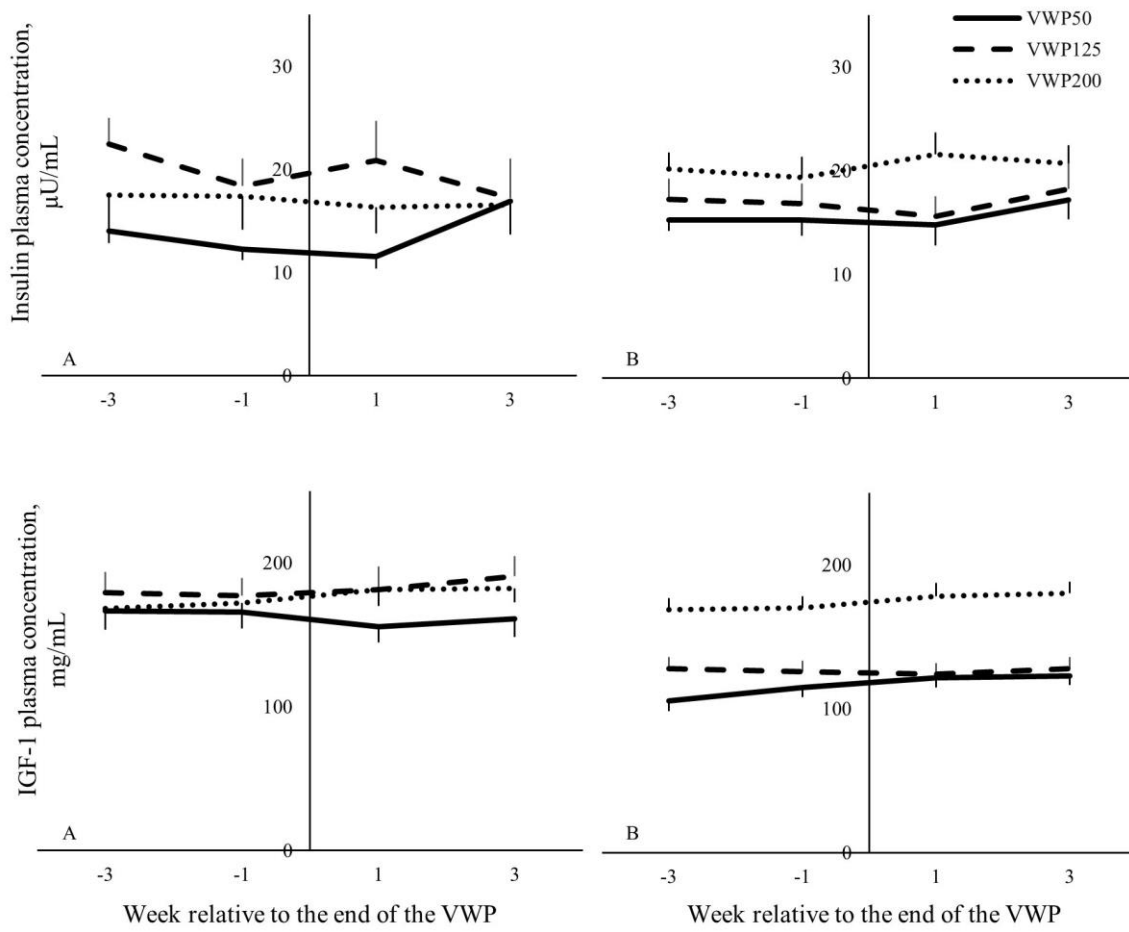 VWP50
VWP125
VWP200
Insulin plasma concentration,
µU/mL
30
20
10
0
A
-3 -1 1 3
30
20
10
0
B
-3 -1 1 3
IGF-1 plasma concentration,
mg/mL
200
100
0
A
-3 -1 1 3
Week relative to the end of the VWP
200
100
0
B
-3 -1 1 3
Week relative to the end of the VWP